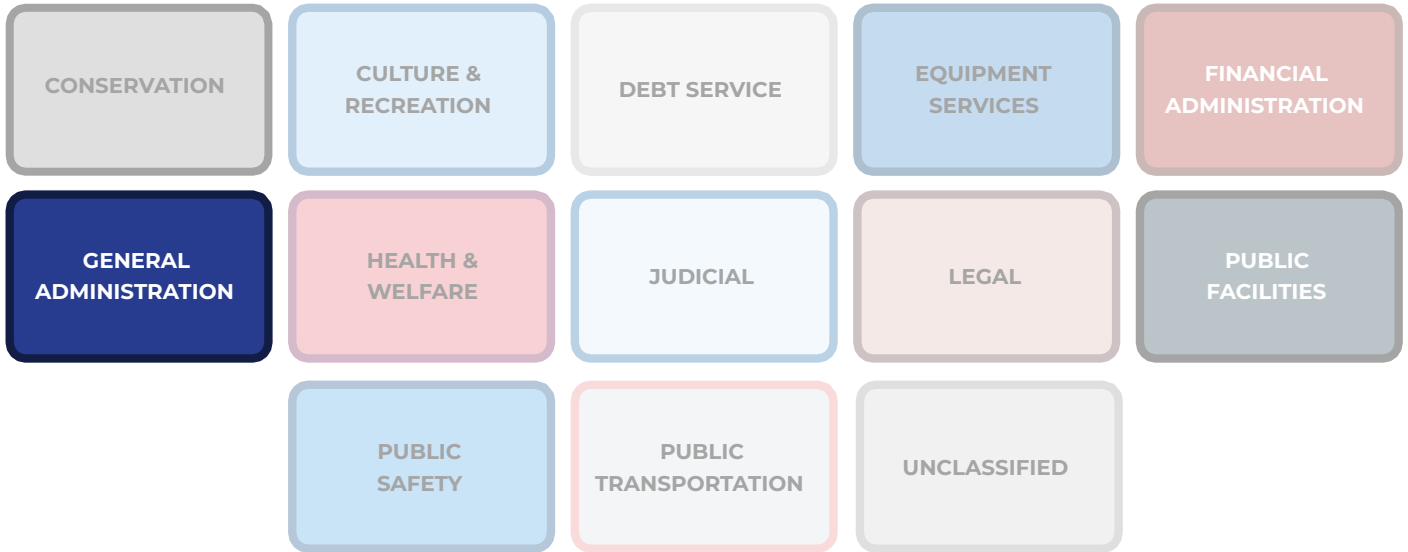 CONSERVATION
CULTURE &
RECREATION
DEBT SERVICE
EQUIPMENT
SERVICES
FINANCIAL
ADMINISTRATION
GENERAL
ADMINISTRATION
HEALTH &
WELFARE
JUDICIAL
LEGAL
PUBLIC
FACILITIES
PUBLIC
SAFETY
PUBLIC
TRANSPORTATION
UNCLASSIFIED